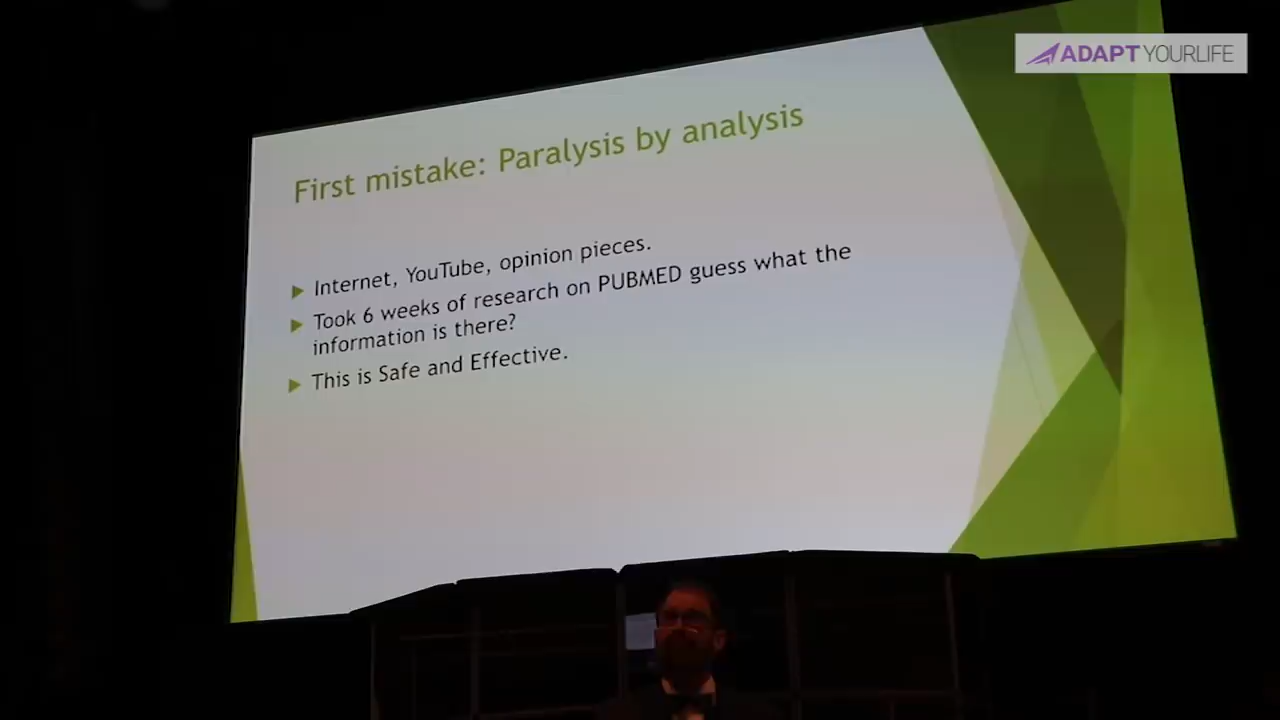 ADAPT YOURLIFE
First mistake: Paralysis by analysis
Internet, YouTube, opinion pieces.
Took 6 weeks of research on PUBMED guess what the
information is there?
This is Safe and Effective.